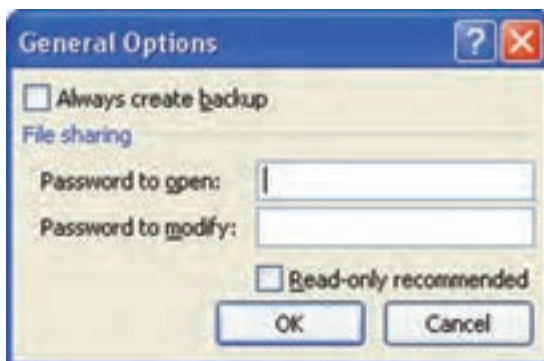 General Options ?
Always create backup
File sharing
Password to open:
Password to modify:
Read-only recommended
OK Cancel